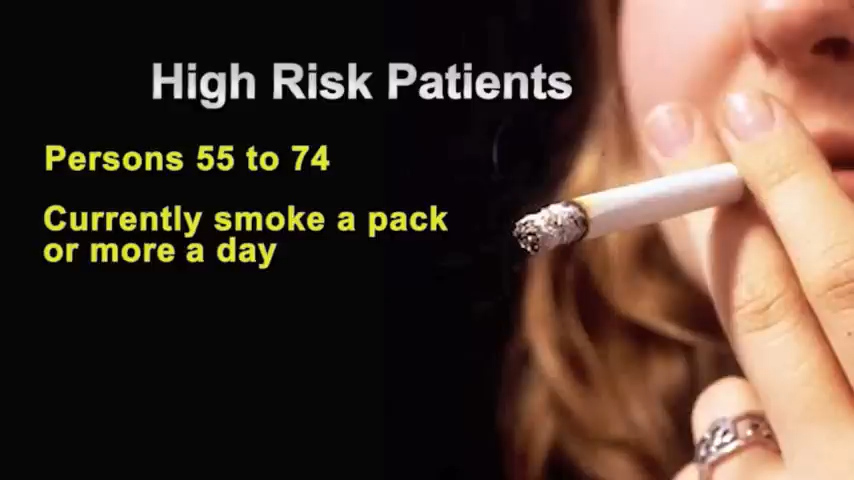 High Risk Patients
Persons 55 to 74
Currently smoke a pack
or more a day